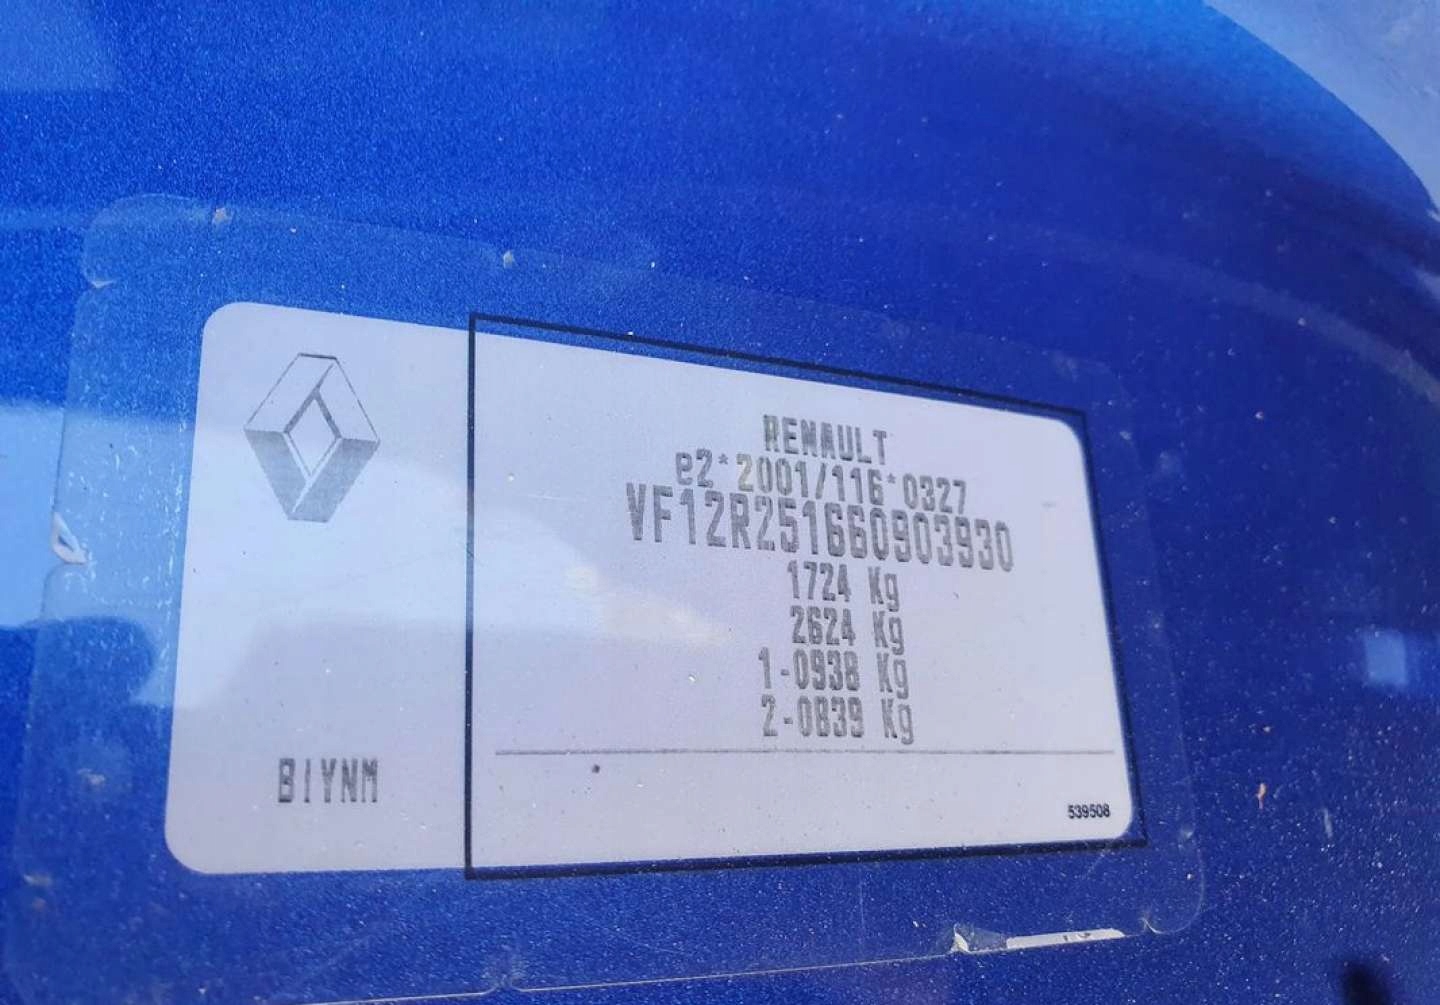 RENAULT
e2*2001/116*0327
VF12R251660903930
1724 Kg
2624 Kg
1-0938 Kg
2-0839 Kg
BIYNM
539508